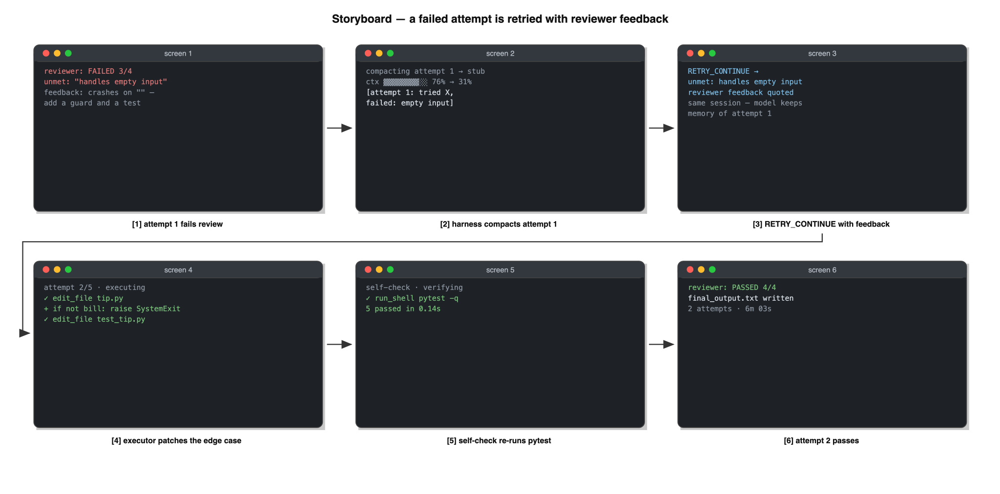 Storyboard — a failed attempt is retried with reviewer feedback
screen 1
reviewer: FAILED 3/4
unmet: "handles empty input"
feedback: crashes on "" —
add a guard and a test
[1] attempt 1 fails review
screen 2
compacting attempt 1 → stub
ctx ▓▓▓▓▓▓▓▓░░ 76% → 31%
[attempt 1: tried X,
failed: empty input]
[2] harness compacts attempt 1
screen 3
RETRY_CONTINUE →
unmet: handles empty input
reviewer feedback quoted
same session — model keeps
memory of attempt 1
[3] RETRY_CONTINUE with feedback
screen 4
attempt 2/5 · executing
✓ edit_file tip.py
+ if not bill: raise SystemExit
✓ edit_file test_tip.py
[4] executor patches the edge case
screen 5
self-check · verifying
✓ run_shell pytest -q
5 passed in 0.14s
[5] self-check re-runs pytest
screen 6
reviewer: PASSED 4/4
final_output.txt written
2 attempts · 6m 03s
[6] attempt 2 passes